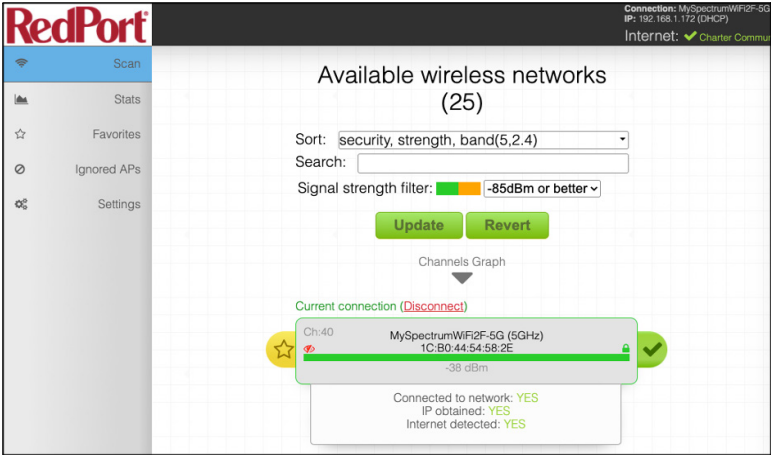 RedPort
Connection: MySpectrumWiFi2F-5G
IP: 192.168.1.172 (DHCP)
Internet: Charter Commu
Scan
Stats
Favorites
Ignored APs
Settings
Available wireless networks
(25)
Sort: security, strength, band(5,2.4)
Search:
Signal strength filter: -85dBm or better
Update Revert
Channels Graph
Current connection (Disconnect)
Ch:40
MySpectrumWiFi2F-5G (5GHz)
1C:B0:44:54:58:2E
-38 dBm
Connected to network: YES
IP obtained: YES
Internet detected: YES